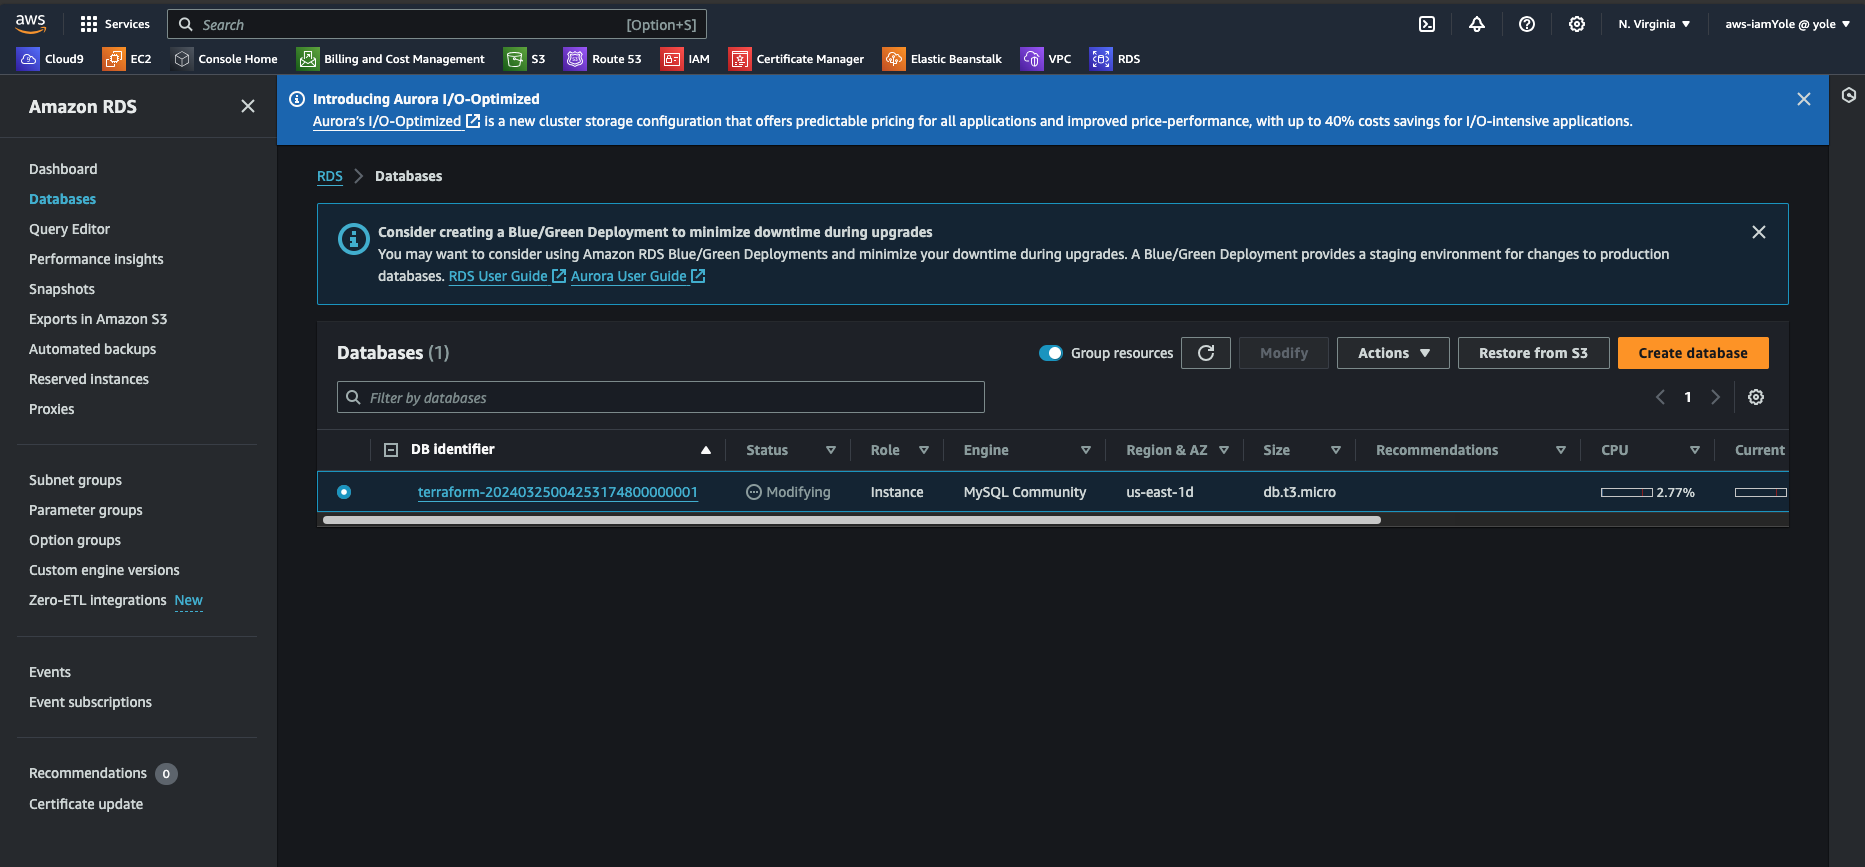 aws
Services
Search
[Option+S]
N. Virginia
aws-iamYole @ yole
Cloud9
EC2
Console Home
Billing and Cost Management
S3
Route 53
IAM
Certificate Manager
Elastic Beanstalk
VPC
RDS
Amazon RDS
Dashboard
Databases
Query Editor
Performance insights
Snapshots
Exports in Amazon S3
Automated backups
Reserved instances
Proxies
Subnet groups
Parameter groups
Option groups
Custom engine versions
Zero-ETL integrations New
Events
Event subscriptions
Recommendations 0
Certificate update
Introducing Aurora I/O-Optimized
Aurora's I/O-Optimized is a new cluster storage configuration that offers predictable pricing for all applications and improved price-performance, with up to 40% costs savings for I/O-intensive applications.
RDS
Databases
Consider creating a Blue/Green Deployment to minimize downtime during upgrades
You may want to consider using Amazon RDS Blue/Green Deployments and minimize your downtime during upgrades. A Blue/Green Deployment provides a staging environment for changes to production
databases. RDS User Guide Aurora User Guide
Databases (1)
Group resources
Modify
Actions
Restore from S3
Create database
Filter by databases
1
DB identifier
Status
Role
Engine
Region & AZ
Size
Recommendations
CPU
Current
terraform-20240325004253174800000001
Modifying
Instance
MySQL Community
us-east-1d
db.t3.micro
2.77%